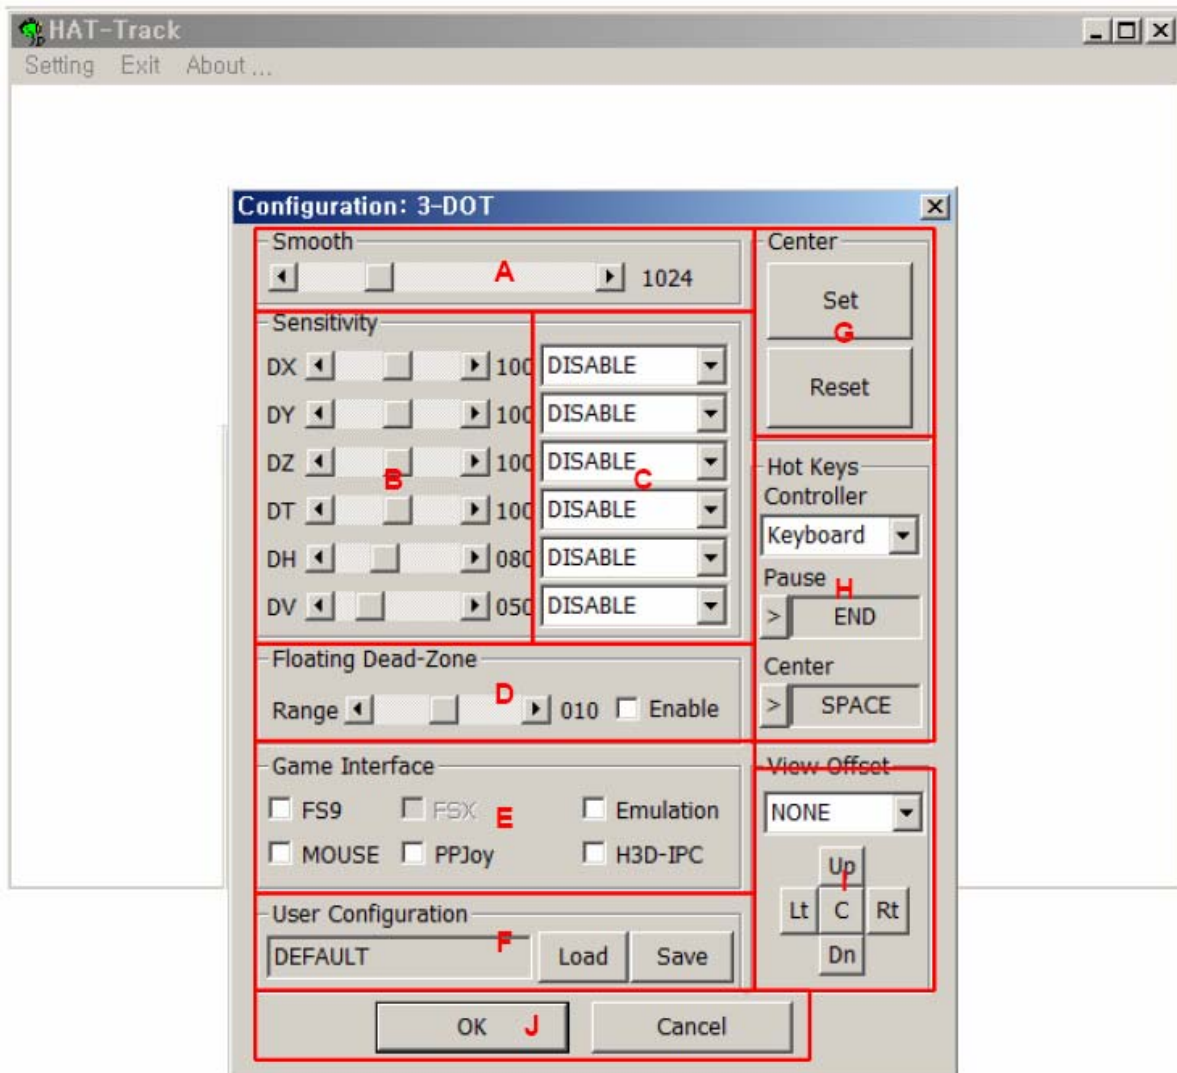 HAT-Track
Setting Exit About ...
Configuration: 3-DOT
Smooth
A
1024
Center
Set
G
Reset
Sensitivity
DX 100 DISABLE
DY 100 DISABLE
DZ 100 DISABLE
B
C
DT 100 DISABLE
DH 080 DISABLE
DV 050 DISABLE
Hot Keys
Controller
Keyboard
Pause
H
> END
Center
> SPACE
Floating Dead-Zone
D
Range 010 Enable
Game Interface
FS9 FSX Emulation
E
MOUSE PPJoy H3D-IPC
View Offset
NONE
Up
I
Lt C Rt
Dn
User Configuration
F
DEFAULT Load Save
OK J Cancel